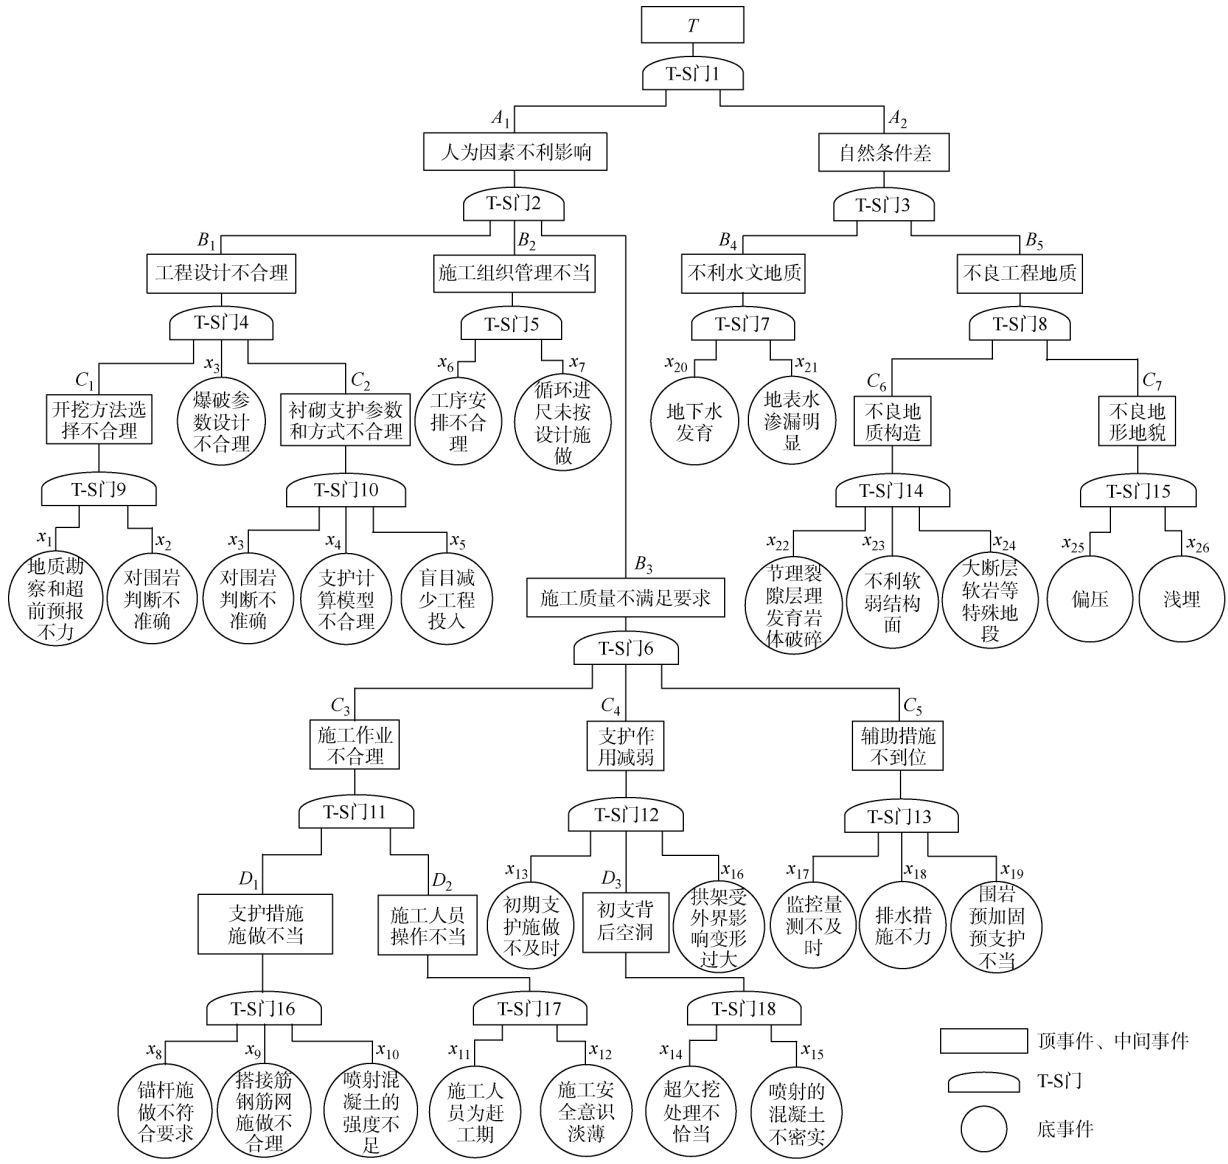 T
T-S门1
A1
A2
人为因素不利影响
自然条件差
T-S门2
T-S门3
B1
B2
B4
B5
工程设计不合理
施工组织管理不当
不利水文地质
不良工程地质
T-S门4
T-S门5
T-S门7
T-S门8
C1
x3
C2
x6
x7
x20
x21
C6
C7
开挖方法选
择不合理
爆破参
数设计
不合理
衬砌支护参数
和方式不合理
工序安
排不合
理
循环进
尺未按
设计施
做
地下水
发育
地表水
渗漏明
显
不良地
质构造
不良地
形地貌
T-S门9
T-S门10
T-S门14
T-S门15
x1
x2
x3
x4
x5
B3
x22
x23
x24
x25
x26
地质勘
察和超
前预报
不力
对围岩
判断不
准确
对围岩
判断不
准确
支护计
算模型
不合理
盲目减
少工程
投入
施工质量不满足要求
节理裂
隙层理
发育岩
体破碎
不利软
弱结构
面
大断层
软岩等
特殊地
段
偏压
浅埋
T-S门6
C3
C4
C5
施工作业
不合理
支护作
用减弱
辅助措施
不到位
T-S门11
T-S门12
T-S门13
D1
D2
x13
D3
x16
x17
x18
x19
支护措施
施做不当
施工人员
操作不当
初期支
护施做
不及时
初支背
后空洞
拱架受
外界影
响变形
过大
监控量
测不及
时
排水措
施不力
围岩
预加固
预支护
不当
T-S门16
T-S门17
T-S门18
x8
x9
x10
x11
x12
x14
x15
锚杆施
做不符
合要求
搭接筋
钢筋网
施做不
合理
喷射混
凝土的
强度不
足
施工人
员为赶
工期
施工安
全意识
淡薄
超欠挖
处理不
恰当
喷射的
混凝土
不密实
顶事件、中间事件
T-S门
底事件